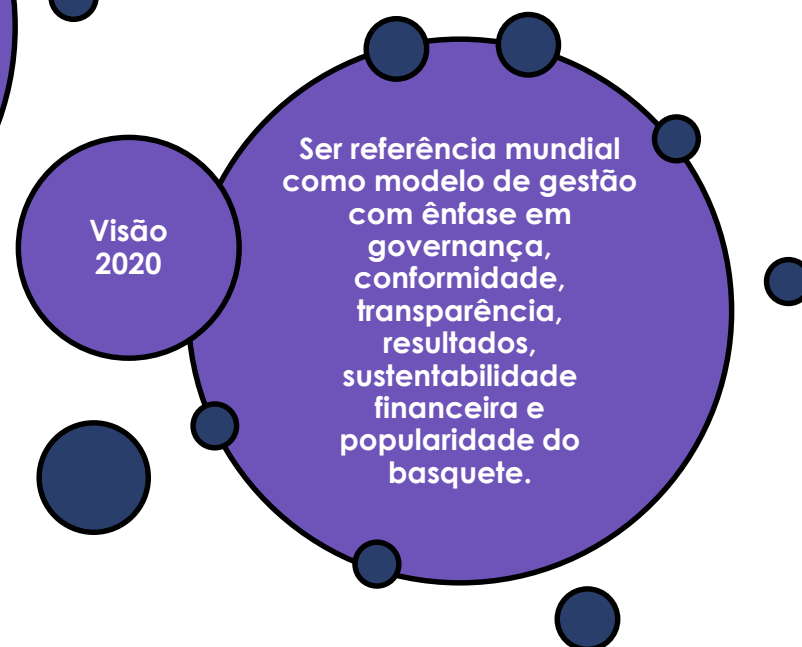 Visão
2020
Ser referência mundial
como modelo de gestão
com ênfase em
governança,
conformidade,
transparência,
resultados,
sustentabilidade
financeira e
popularidade do
basquete.